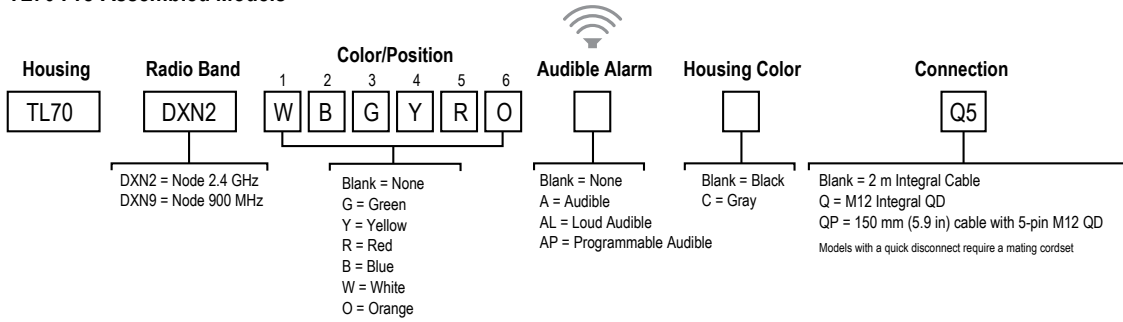 Housing
Radio Band
Color/Position
Audible Alarm
Housing Color
Connection
1 2 3 4 5 6
TL70
DXN2
W B G Y R O
Q5
DXN2 = Node 2.4 GHz
DXN9 = Node 900 MHz
Blank = None
G = Green
Y = Yellow
R = Red
B = Blue
W = White
O = Orange
Blank = None
A = Audible
AL = Loud Audible
AP = Programmable Audible
Blank = Black
C = Gray
Blank = 2 m Integral Cable
Q = M12 Integral QD
QP = 150 mm (5.9 in) cable with 5-pin M12 QD
Models with a quick disconnect require a mating cordset